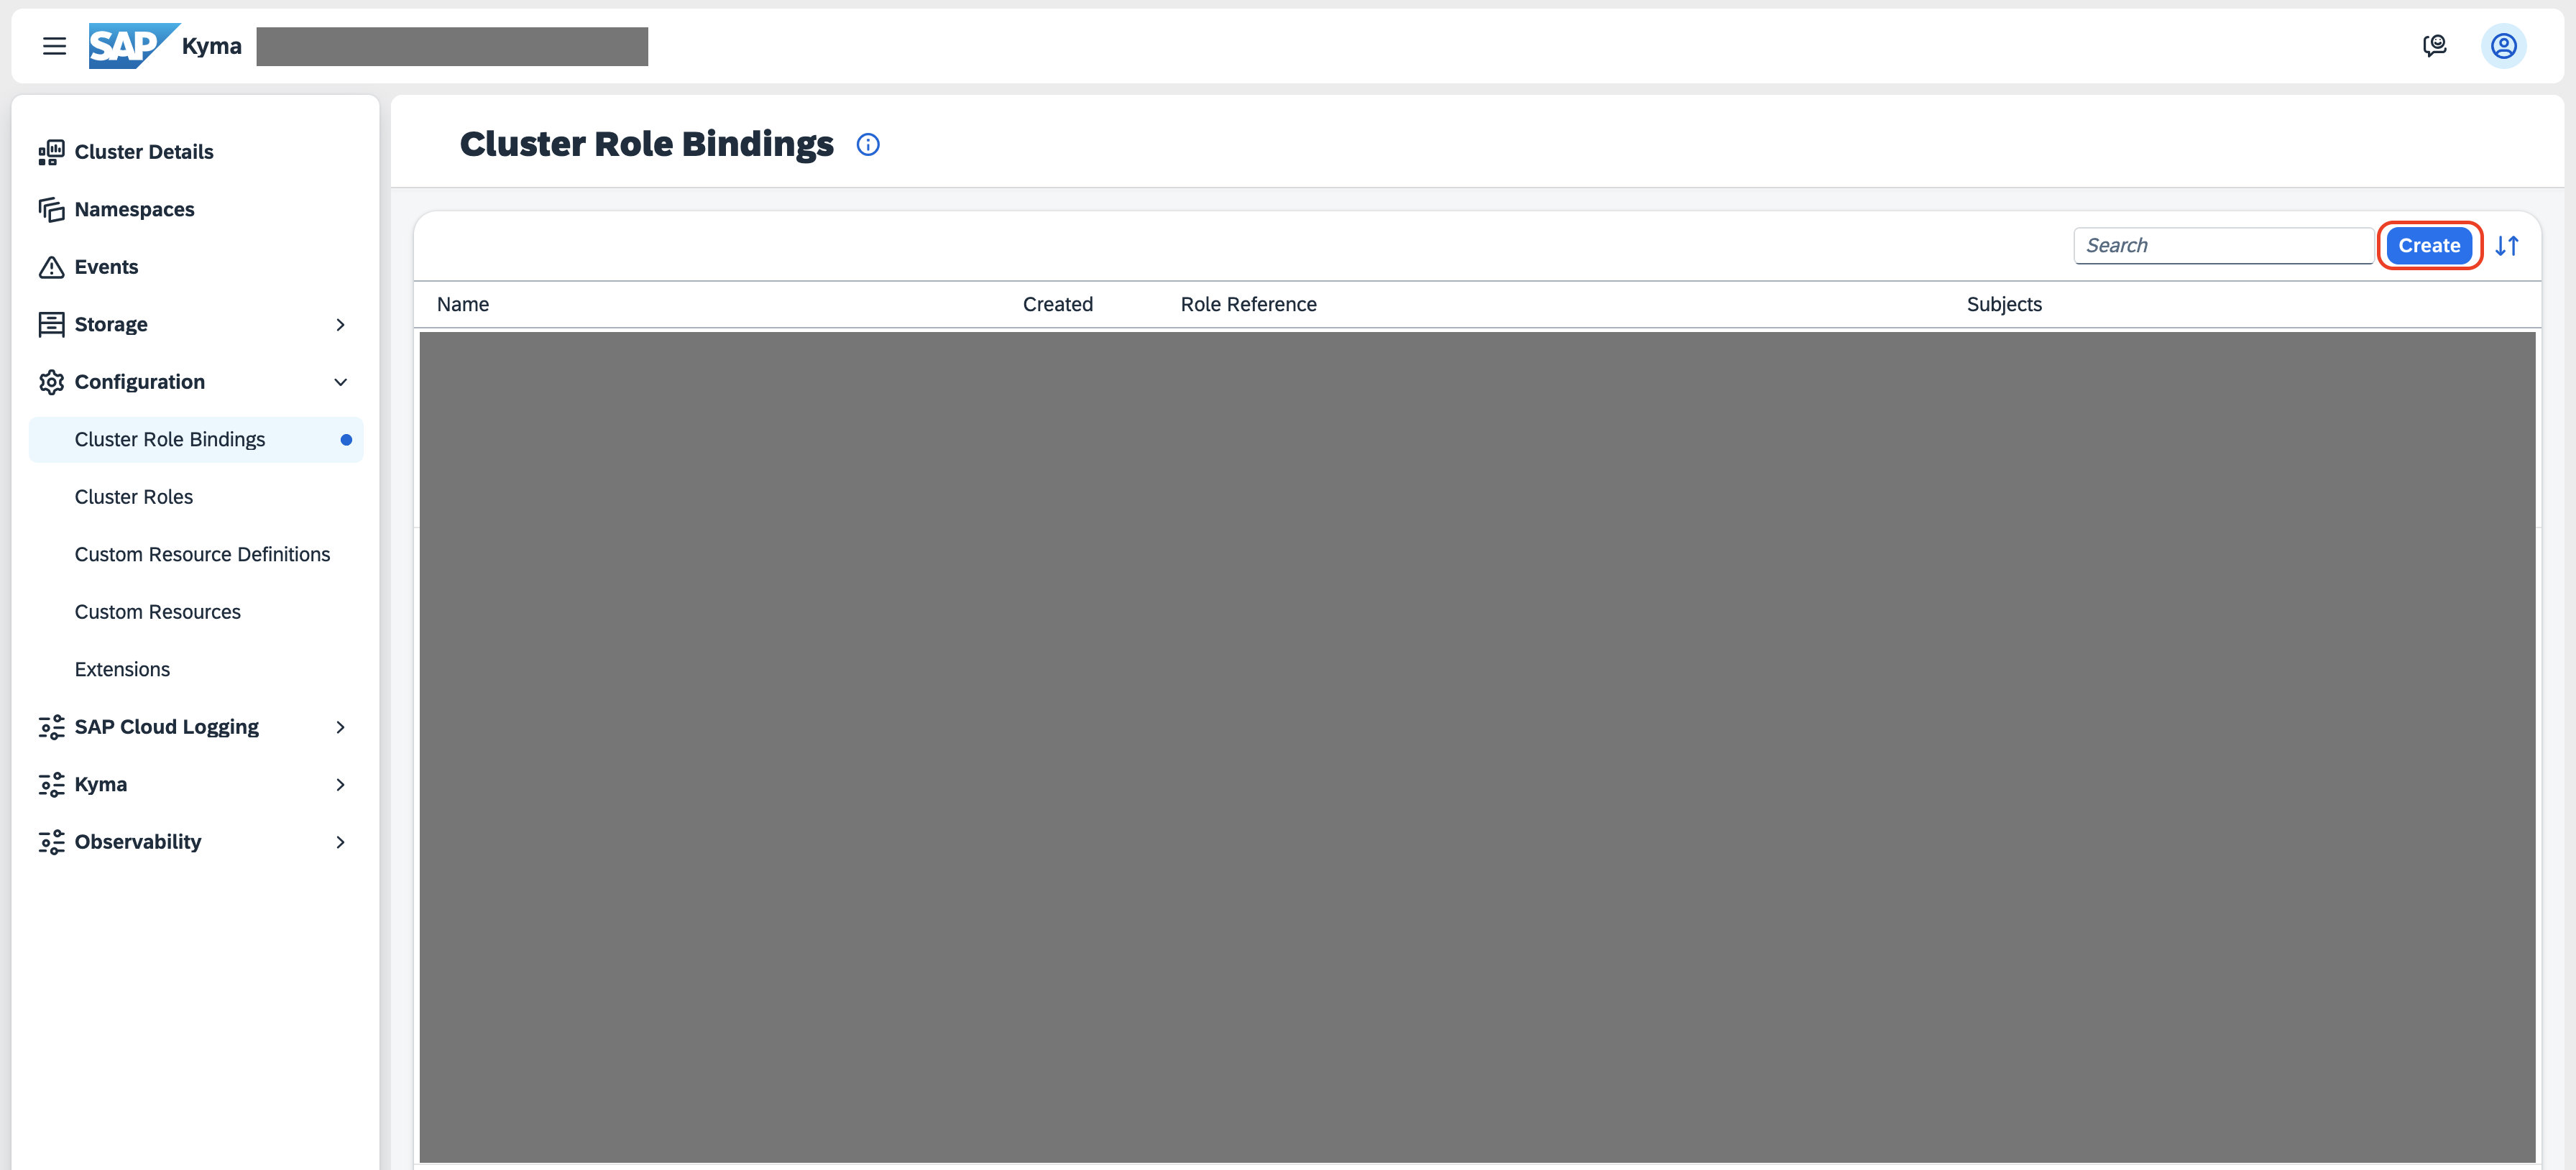 SAP Kyma
Cluster Details
Namespaces
Events
Storage
Configuration
Cluster Role Bindings
Cluster Roles
Custom Resource Definitions
Custom Resources
Extensions
SAP Cloud Logging
Kyma
Observability
Cluster Role Bindings
Search Create
Name Created Role Reference Subjects